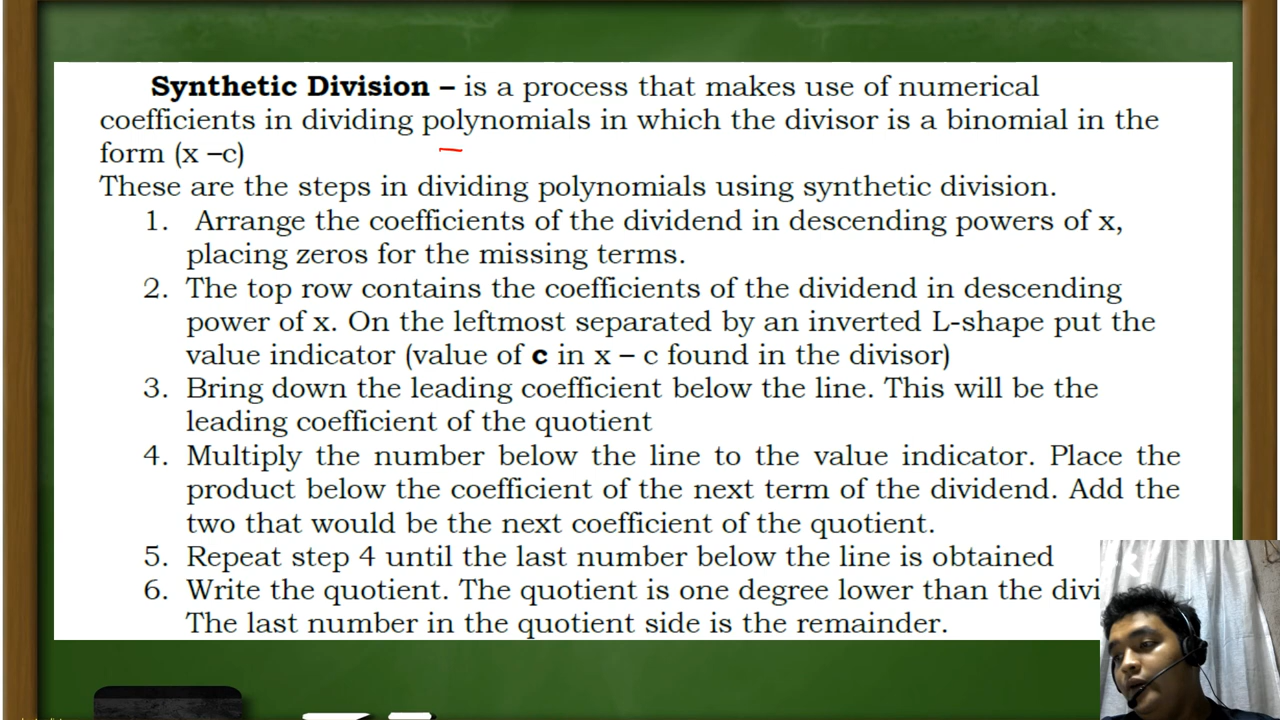 Synthetic Division – is a process that makes use of numerical
coefficients in dividing polynomials in which the divisor is a binomial in the
form (x –c)
These are the steps in dividing polynomials using synthetic division.
1. Arrange the coefficients of the dividend in descending powers of x,
placing zeros for the missing terms.
2. The top row contains the coefficients of the dividend in descending
power of x. On the leftmost separated by an inverted L-shape put the
value indicator (value of c in x – c found in the divisor)
3. Bring down the leading coefficient below the line. This will be the
leading coefficient of the quotient
4. Multiply the number below the line to the value indicator. Place the
product below the coefficient of the next term of the dividend. Add the
two that would be the next coefficient of the quotient.
5. Repeat step 4 until the last number below the line is obtained
6. Write the quotient. The quotient is one degree lower than the divi
The last number in the quotient side is the remainder.